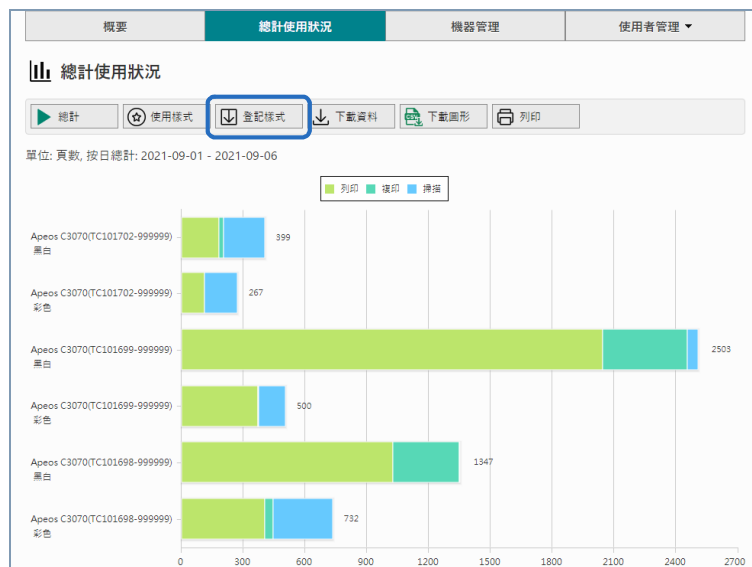 概要 總計使用狀況 機器管理 使用者管理 ▼
總計使用狀況
總計 使用樣式 登記樣式 下載資料 下載圖形 列印
單位: 頁數, 按日總計: 2021-09-01 - 2021-09-06
列印 複印 掃描
Apeos C3070(TC101702-999999) 399
黑白
Apeos C3070(TC101702-999999) 267
彩色
Apeos C3070(TC101699-999999) 2503
黑白
Apeos C3070(TC101699-999999) 500
彩色
Apeos C3070(TC101698-999999) 1347
黑白
Apeos C3070(TC101698-999999) 732
彩色
0 300 600 900 1200 1500 1800 2100 2400 2700